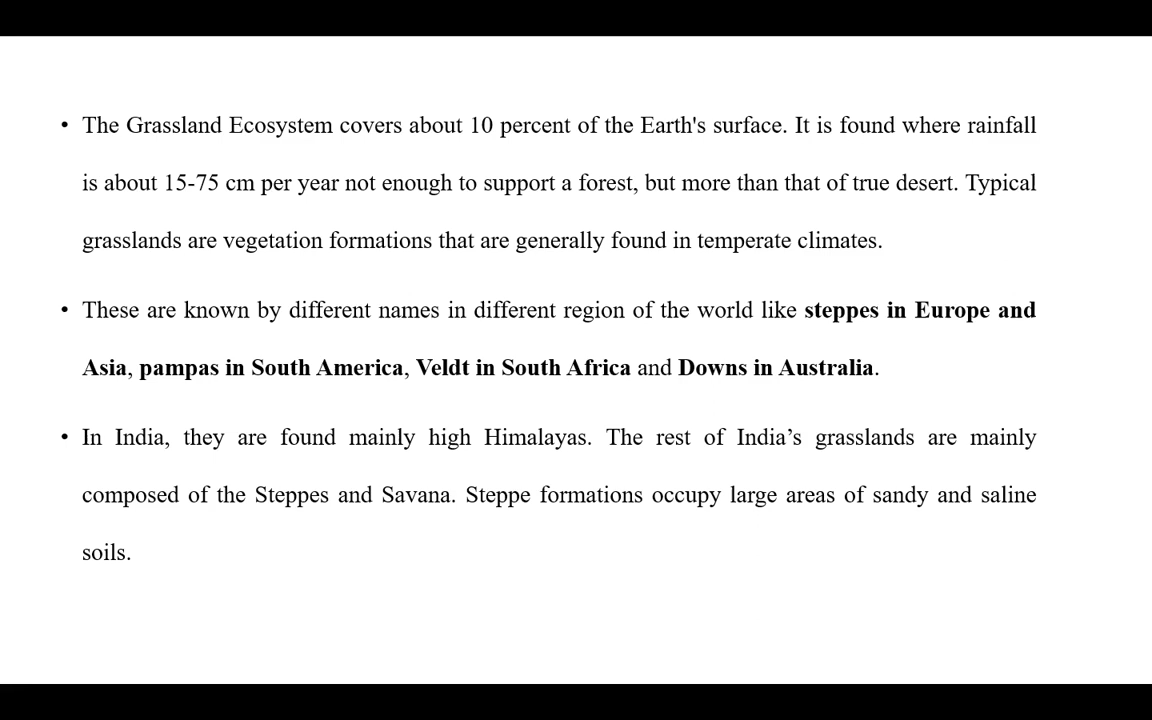 • The Grassland Ecosystem covers about 10 percent of the Earth's surface. It is found where rainfall
is about 15-75 cm per year not enough to support a forest, but more than that of true desert. Typical
grasslands are vegetation formations that are generally found in temperate climates.
• These are known by different names in different region of the world like steppes in Europe and
Asia, pampas in South America, Veldt in South Africa and Downs in Australia.
• In India, they are found mainly high Himalayas. The rest of India’s grasslands are mainly
composed of the Steppes and Savana. Steppe formations occupy large areas of sandy and saline
soils.